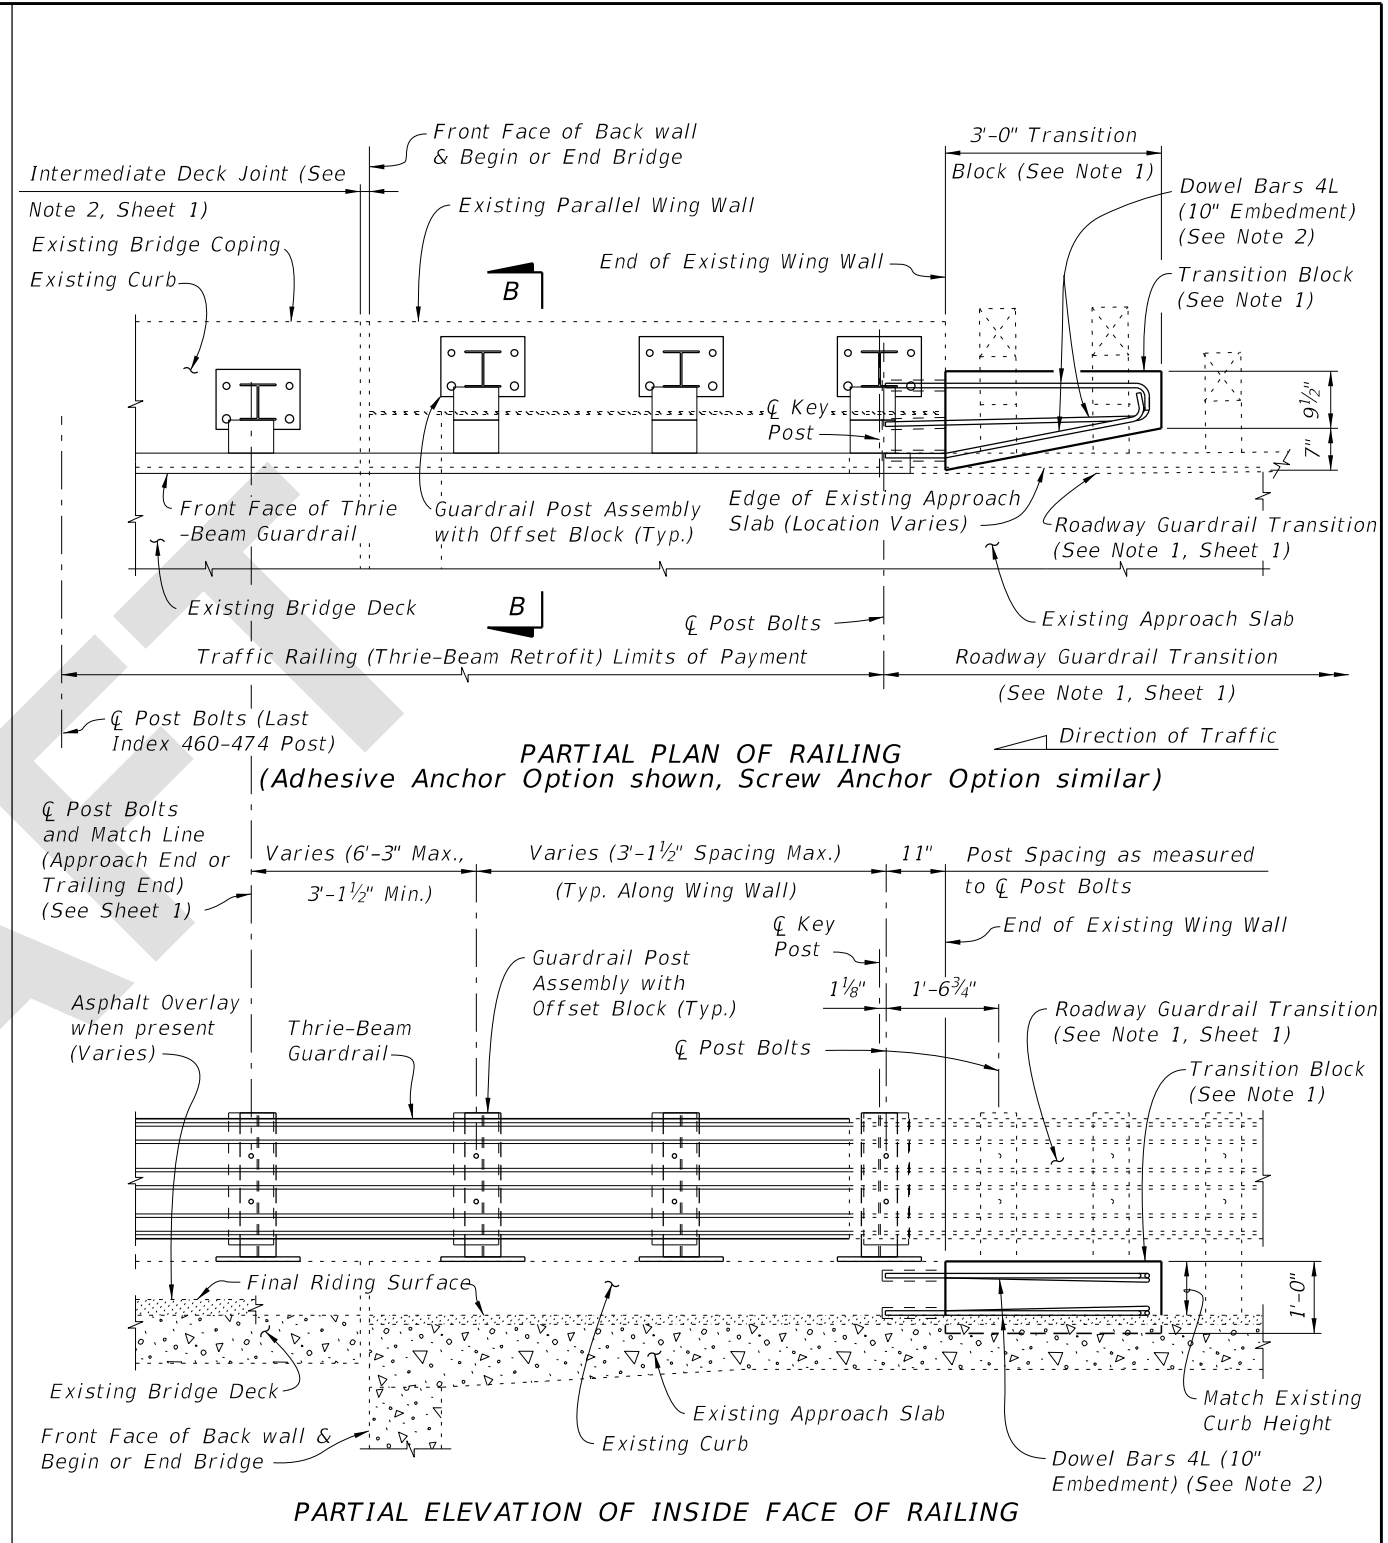 Front Face of Back wall
& Begin or End Bridge
3'-0" Transition
Block (See Note 1)
Intermediate Deck Joint (See
Note 2, Sheet 1)
Existing Parallel Wing Wall
Dowel Bars 4L
(10" Embedment)
(See Note 2)
Existing Bridge Coping
Existing Curb
End of Existing Wing Wall
Transition Block
(See Note 1)
B
℄ Key
Post
9½"
7"
Front Face of Thrie
-Beam Guardrail
Guardrail Post Assembly
with Offset Block (Typ.)
Edge of Existing Approach
Slab (Location Varies)
Roadway Guardrail Transition
(See Note 1, Sheet 1)
Existing Bridge Deck
B
℄ Post Bolts
Existing Approach Slab
Traffic Railing (Thrie-Beam Retrofit) Limits of Payment
Roadway Guardrail Transition
(See Note 1, Sheet 1)
℄ Post Bolts (Last
Index 460-474 Post)
Direction of Traffic
PARTIAL PLAN OF RAILING
(Adhesive Anchor Option shown, Screw Anchor Option similar)
℄ Post Bolts
and Match Line
(Approach End or
Trailing End)
(See Sheet 1)
Varies (6'-3" Max.,
3'-1½" Min.)
Varies (3'-1½" Spacing Max.)
(Typ. Along Wing Wall)
11"
Post Spacing as measured
to ℄ Post Bolts
℄ Key
Post
End of Existing Wing Wall
Guardrail Post
Assembly with
Offset Block (Typ.)
1⅛"
1'-6¾"
Asphalt Overlay
when present
(Varies)
Thrie-Beam
Guardrail
℄ Post Bolts
Roadway Guardrail Transition
(See Note 1, Sheet 1)
Transition Block
(See Note 1)
Final Riding Surface
1'-0"
Existing Bridge Deck
Existing Approach Slab
Match Existing
Curb Height
Front Face of Back wall &
Begin or End Bridge
Existing Curb
Dowel Bars 4L (10"
Embedment) (See Note 2)
PARTIAL ELEVATION OF INSIDE FACE OF RAILING
AFT